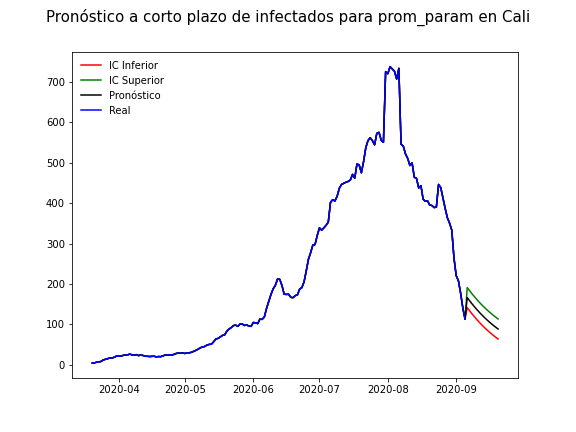 Pronóstico a corto plazo de infectados para prom_param en Cali
IC Inferior
IC Superior
Pronóstico
Real
700
600
500
400
300
200
100
0
2020-04 2020-05 2020-06 2020-07 2020-08 2020-09